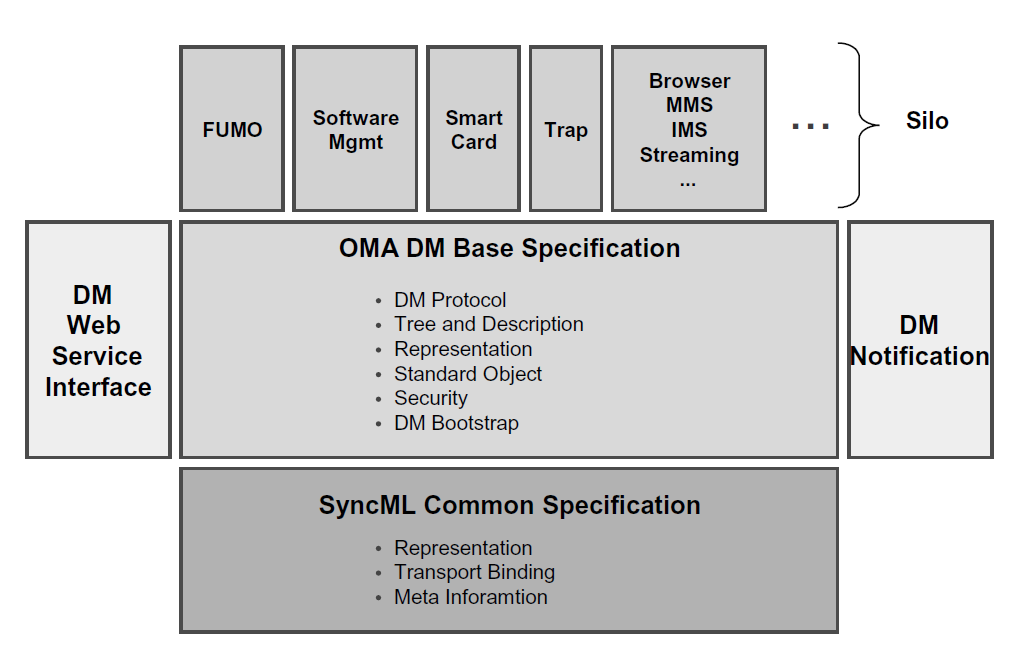 FUMO
Software
Mgmt
Smart
Card
Trap
Browser
MMS
IMS
Streaming
...
...
Silo
DM
Web
Service
Interface
OMA DM Base Specification
• DM Protocol
• Tree and Description
• Representation
• Standard Object
• Security
• DM Bootstrap
DM
Notification
SyncML Common Specification
• Representation
• Transport Binding
• Meta Inforamtion